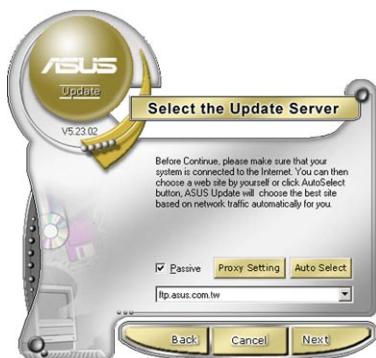 ASUS
Update
V5.23.02
Select the Update Server
Before Continue, please make sure that your
system is connected to the Internet. You can then
choose a web site by yourself or click AutoSelect
button, ASUS Update will choose the best site
based on network traffic automatically for you.
Passive
Proxy Setting
Auto Select
ftp.asus.com.tw
Back
Cancel
Next